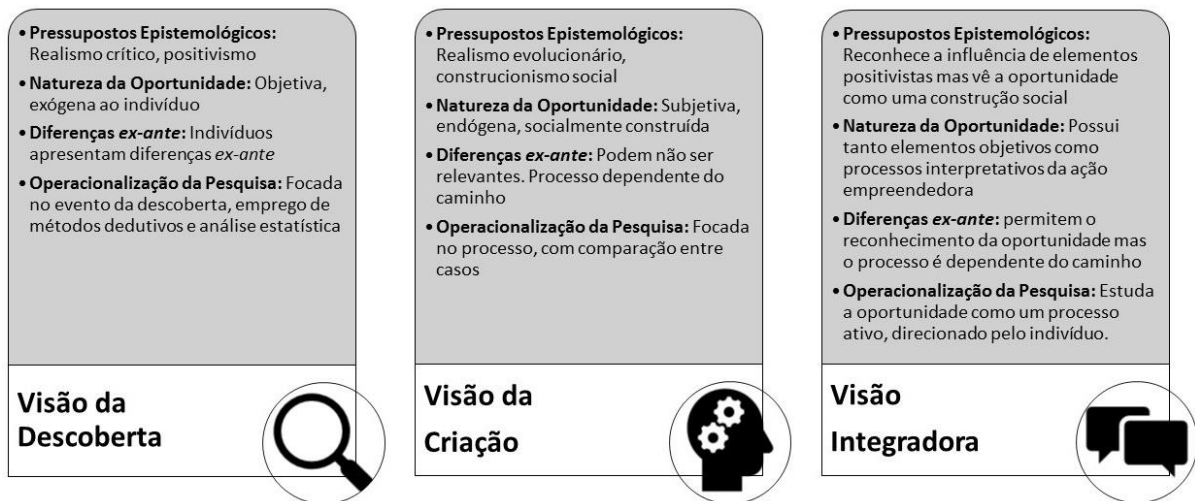 • Pressupostos Epistemológicos:
Realismo crítico, positivismo
• Natureza da Oportunidade: Objetiva,
exógena ao indivíduo
• Diferenças ex-ante: Indivíduos
apresentam diferenças ex-ante
• Operacionalização da Pesquisa: Focada
no evento da descoberta, emprego de
métodos dedutivos e análise estatística
Visão da
Descoberta
• Pressupostos Epistemológicos:
Realismo evolucionário,
construcionismo social
• Natureza da Oportunidade: Subjetiva,
endógena, socialmente construída
• Diferenças ex-ante: Podem não ser
relevantes. Processo dependente do
caminho
• Operacionalização da Pesquisa: Focada
no processo, com comparação entre
casos
Visão da
Criação
• Pressupostos Epistemológicos:
Reconhece a influência de elementos
positivistas mas vê a oportunidade
como uma construção social
• Natureza da Oportunidade: Possui
tanto elementos objetivos como
processos interpretativos da ação
empreendedora
• Diferenças ex-ante: permitem o
reconhecimento da oportunidade mas
o processo é dependente do caminho
• Operacionalização da Pesquisa: Estuda
a oportunidade como um processo
ativo, direcionado pelo indivíduo.
Visão
Integradora